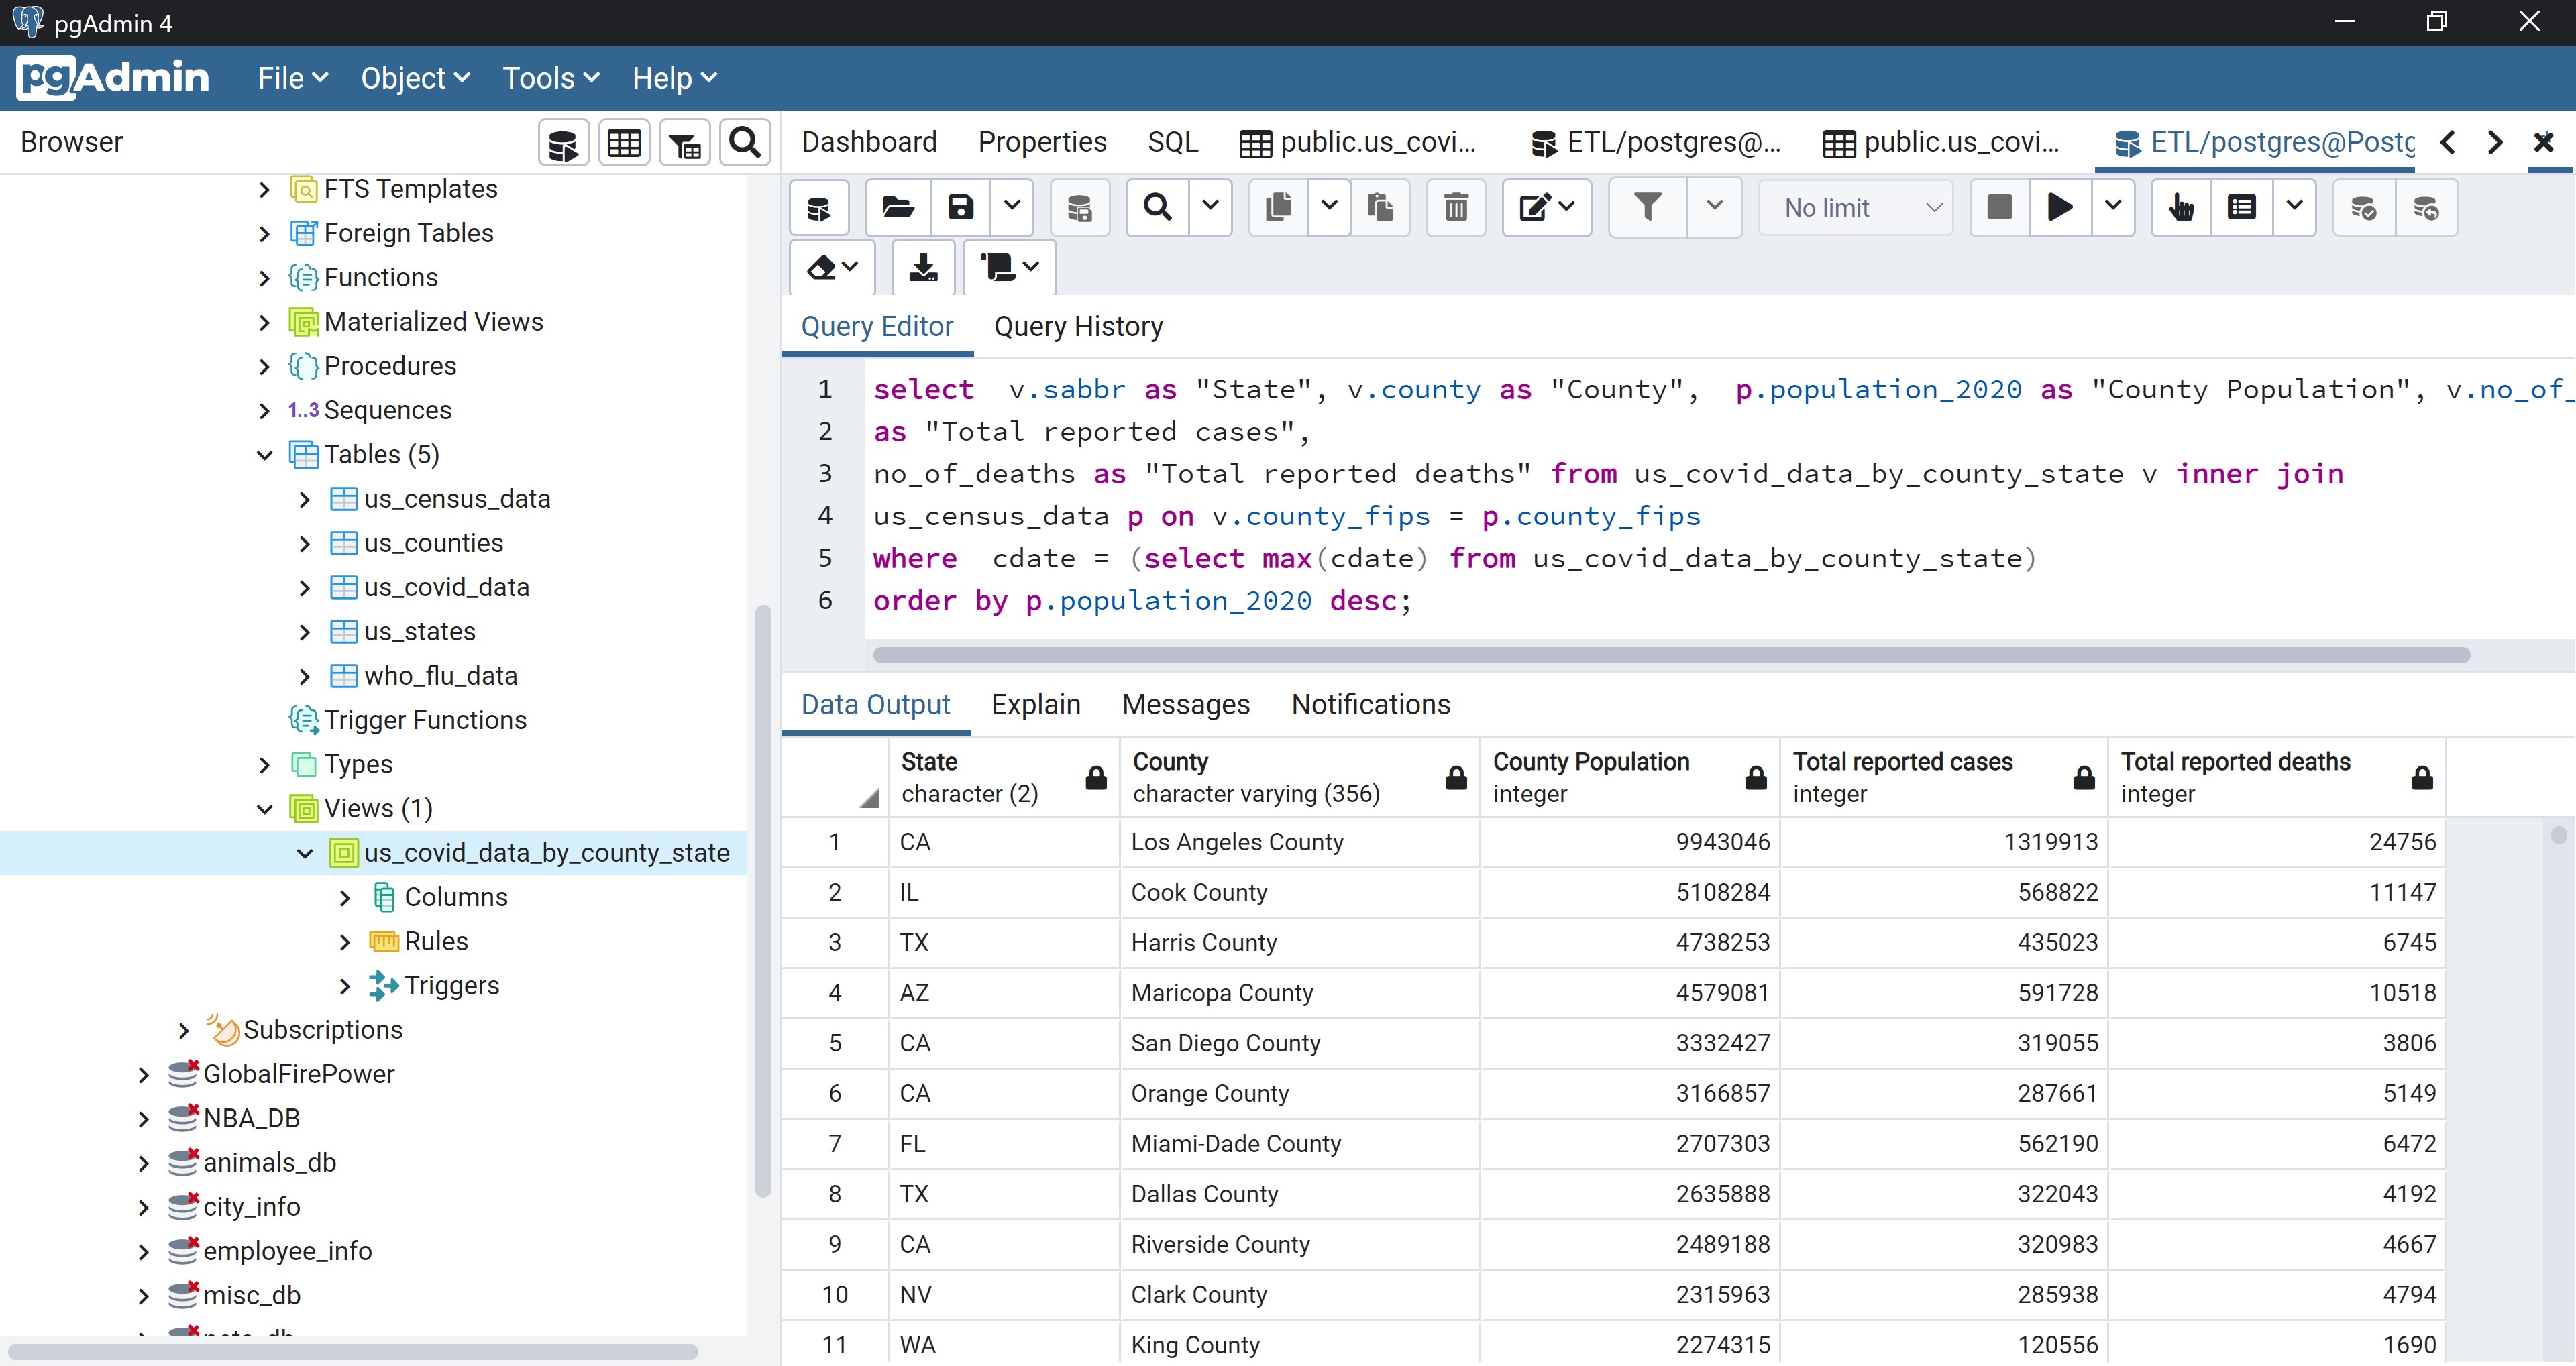 pgAdmin 4
pgAdmin File Object Tools Help
Browser
FTS Templates
Foreign Tables
Functions
Materialized Views
Procedures
1..3 Sequences
Tables (5)
us_census_data
us_counties
us_covid_data
us_states
who_flu_data
Trigger Functions
Types
Views (1)
us_covid_data_by_county_state
Columns
Rules
Triggers
Subscriptions
GlobalFirePower
NBA_DB
animals_db
city_info
employee_info
misc_db
Dashboard Properties SQL public.us_covi... ETL/postgres@... public.us_covi... ETL/postgres@Postg
No limit
Query Editor Query History
1 select v.sabbr as "State", v.county as "County", p.population_2020 as "County Population", v.no_of_
2 as "Total reported cases",
3 no_of_deaths as "Total reported deaths" from us_covid_data_by_county_state v inner join
4 us_census_data p on v.county_fips = p.county_fips
5 where cdate = (select max(cdate) from us_covid_data_by_county_state)
6 order by p.population_2020 desc;
Data Output Explain Messages Notifications
State County County Population Total reported cases Total reported deaths
character (2) character varying (356) integer integer integer
1 CA Los Angeles County 9943046 1319913 24756
2 IL Cook County 5108284 568822 11147
3 TX Harris County 4738253 435023 6745
4 AZ Maricopa County 4579081 591728 10518
5 CA San Diego County 3332427 319055 3806
6 CA Orange County 3166857 287661 5149
7 FL Miami-Dade County 2707303 562190 6472
8 TX Dallas County 2635888 322043 4192
9 CA Riverside County 2489188 320983 4667
10 NV Clark County 2315963 285938 4794
11 WA King County 2274315 120556 1690